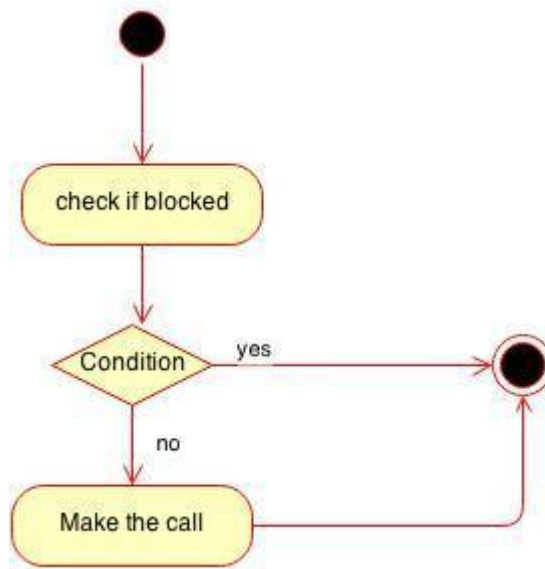 check if blocked
Condition
yes
no
Make the call